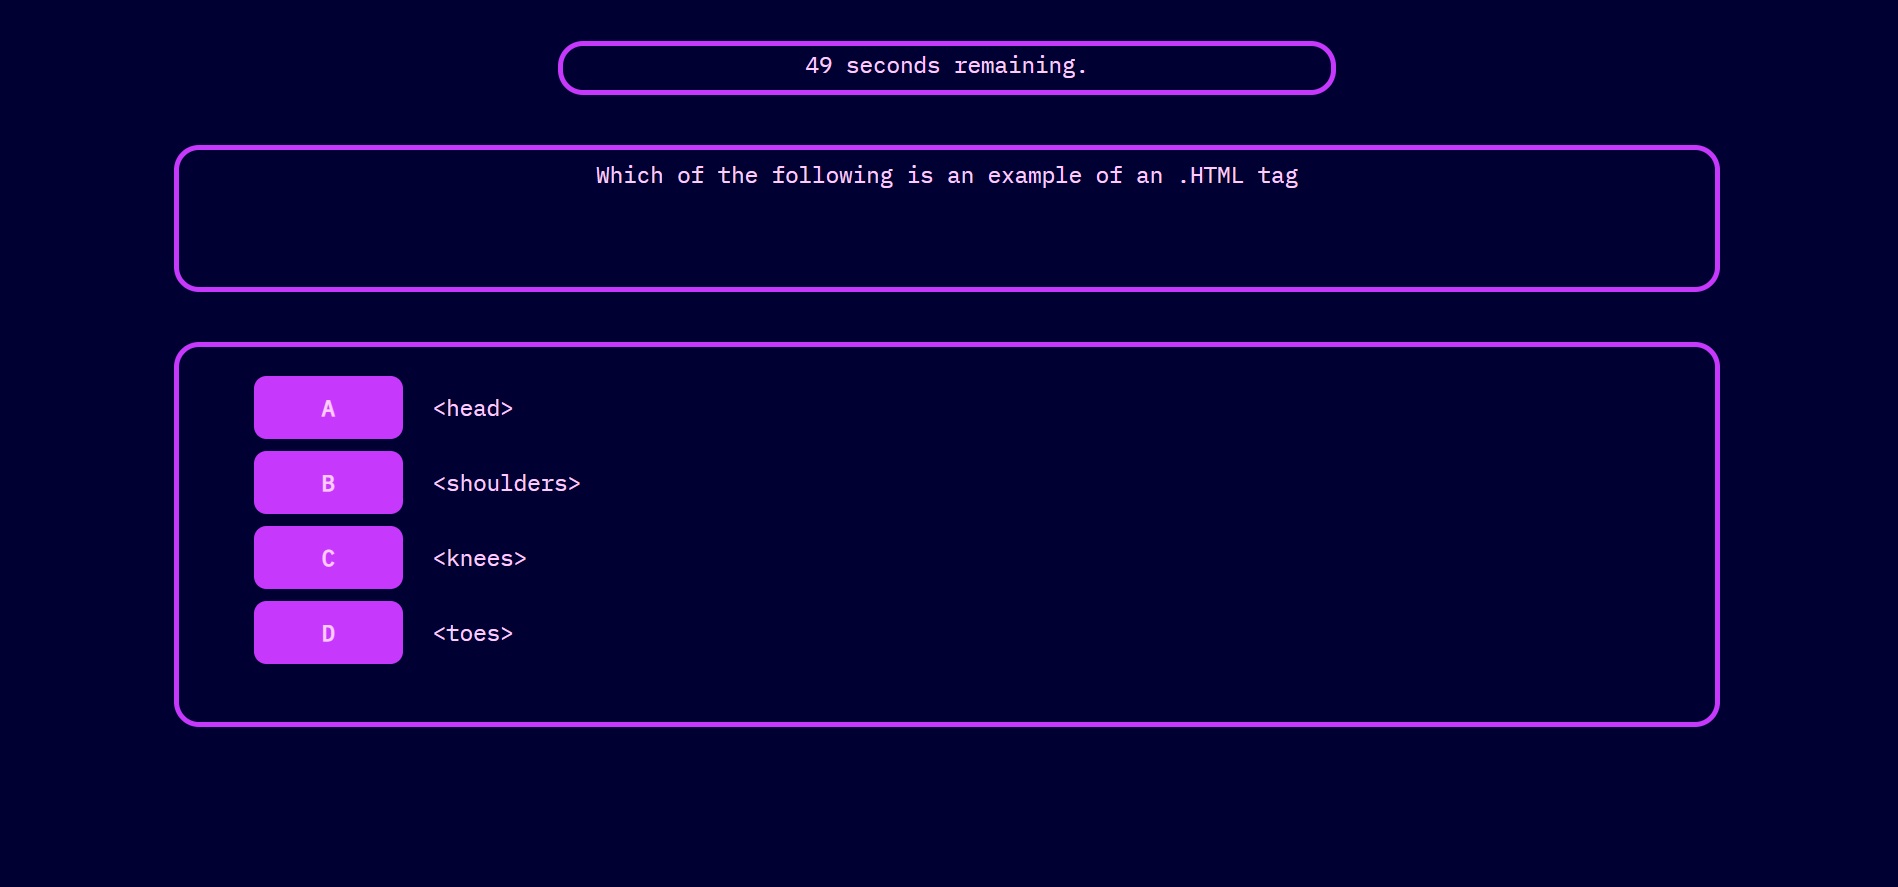 49 seconds remaining.
Which of the following is an example of an .HTML tag
A <head>
B <shoulders>
C <knees>
D <toes>